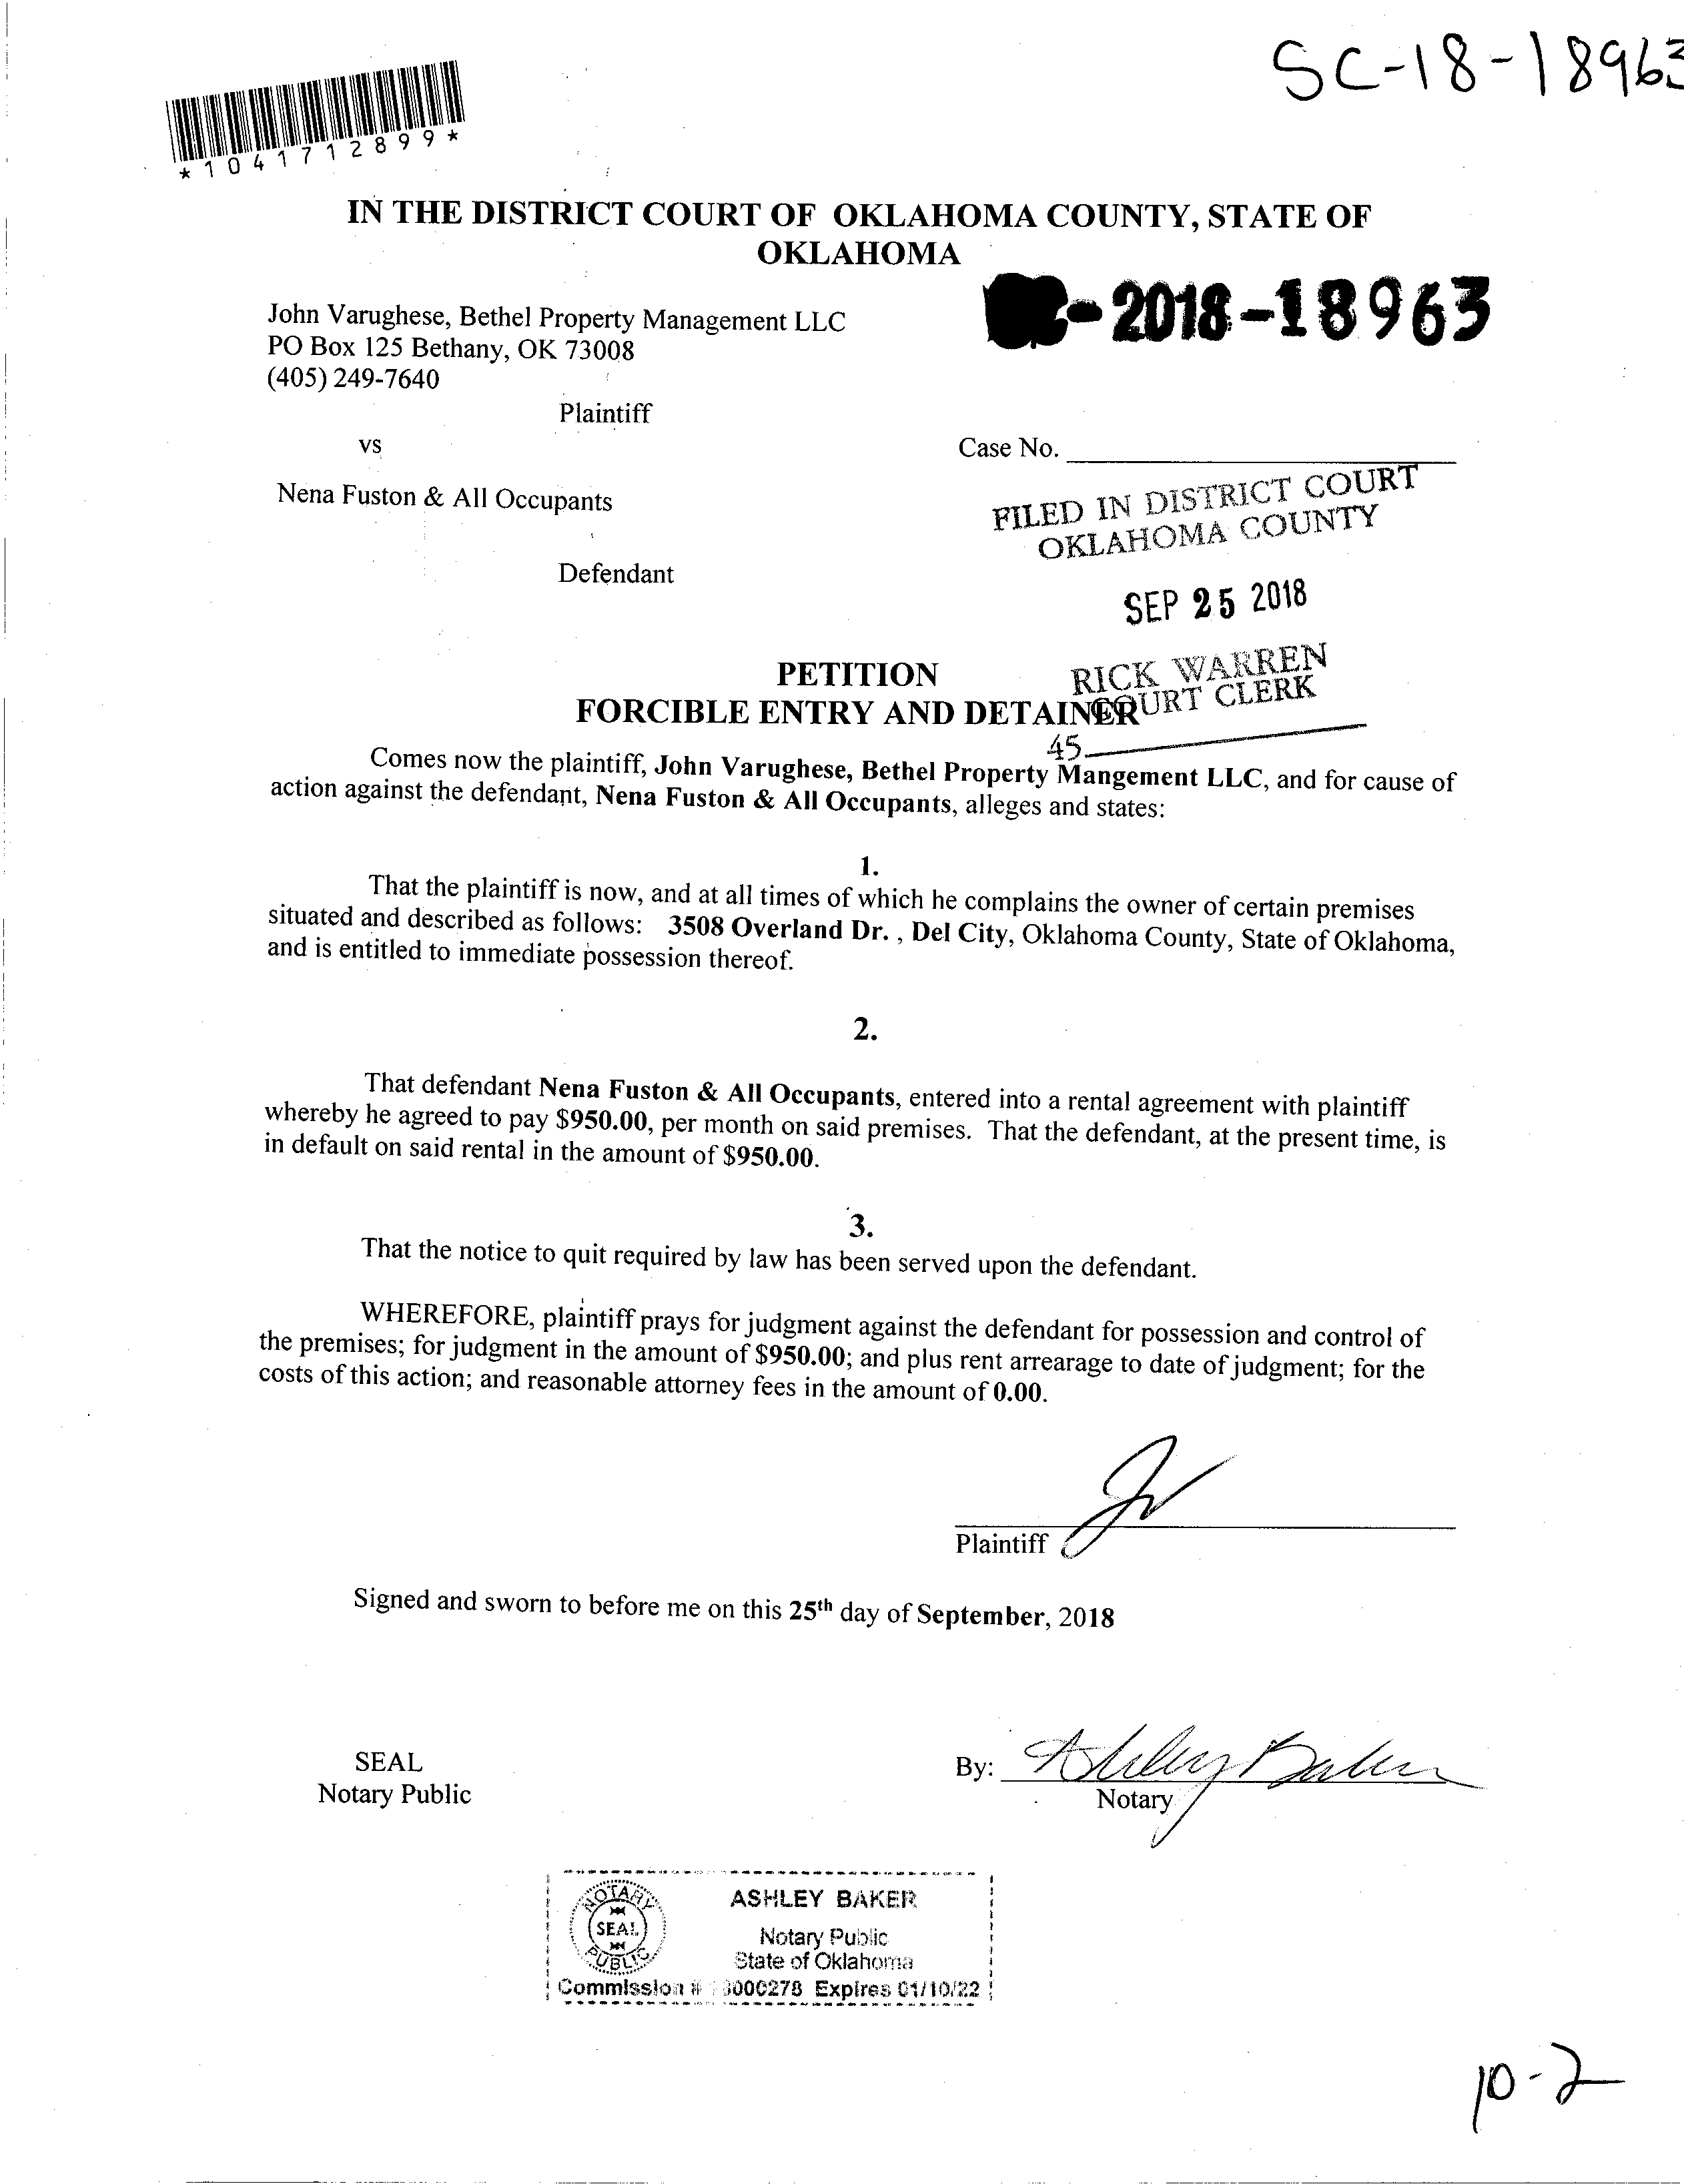 SC-18-18963
*1041712899*
IN THE DISTRICT COURT OF OKLAHOMA COUNTY, STATE OF
OKLAHOMA
-2018-18963
John Varughese, Bethel Property Management LLC
PO Box 125 Bethany, OK 73008
(405) 249-7640
Plaintiff
vs
Case No.
Nena Fuston & All Occupants
FILED IN DISTRICT COURT
OKLAHOMA COUNTY
Defendant
SEP 25 2018
RICK WARREN
COURT CLERK
45
PETITION
FORCIBLE ENTRY AND DETAINER
Comes now the plaintiff, John Varughese, Bethel Property Mangement LLC, and for cause of
action against the defendant, Nena Fuston & All Occupants, alleges and states:
1.
That the plaintiff is now, and at all times of which he complains the owner of certain premises
situated and described as follows: 3508 Overland Dr. , Del City, Oklahoma County, State of Oklahoma,
and is entitled to immediate possession thereof.
2.
That defendant Nena Fuston & All Occupants, entered into a rental agreement with plaintiff
whereby he agreed to pay $950.00, per month on said premises. That the defendant, at the present time, is
in default on said rental in the amount of $950.00.
3.
That the notice to quit required by law has been served upon the defendant.
WHEREFORE, plaintiff prays for judgment against the defendant for possession and control of
the premises; for judgment in the amount of $950.00; and plus rent arrearage to date of judgment; for the
costs of this action; and reasonable attorney fees in the amount of 0.00.
Plaintiff
Signed and sworn to before me on this 25th day of September, 2018
SEAL
Notary Public
By: Ashley Baker
Notary
NOTARY
SEAL
PUBLIC
ASHLEY BAKER
Notary Public
State of Oklahoma
Commission # Expires 01/10/22
10-2